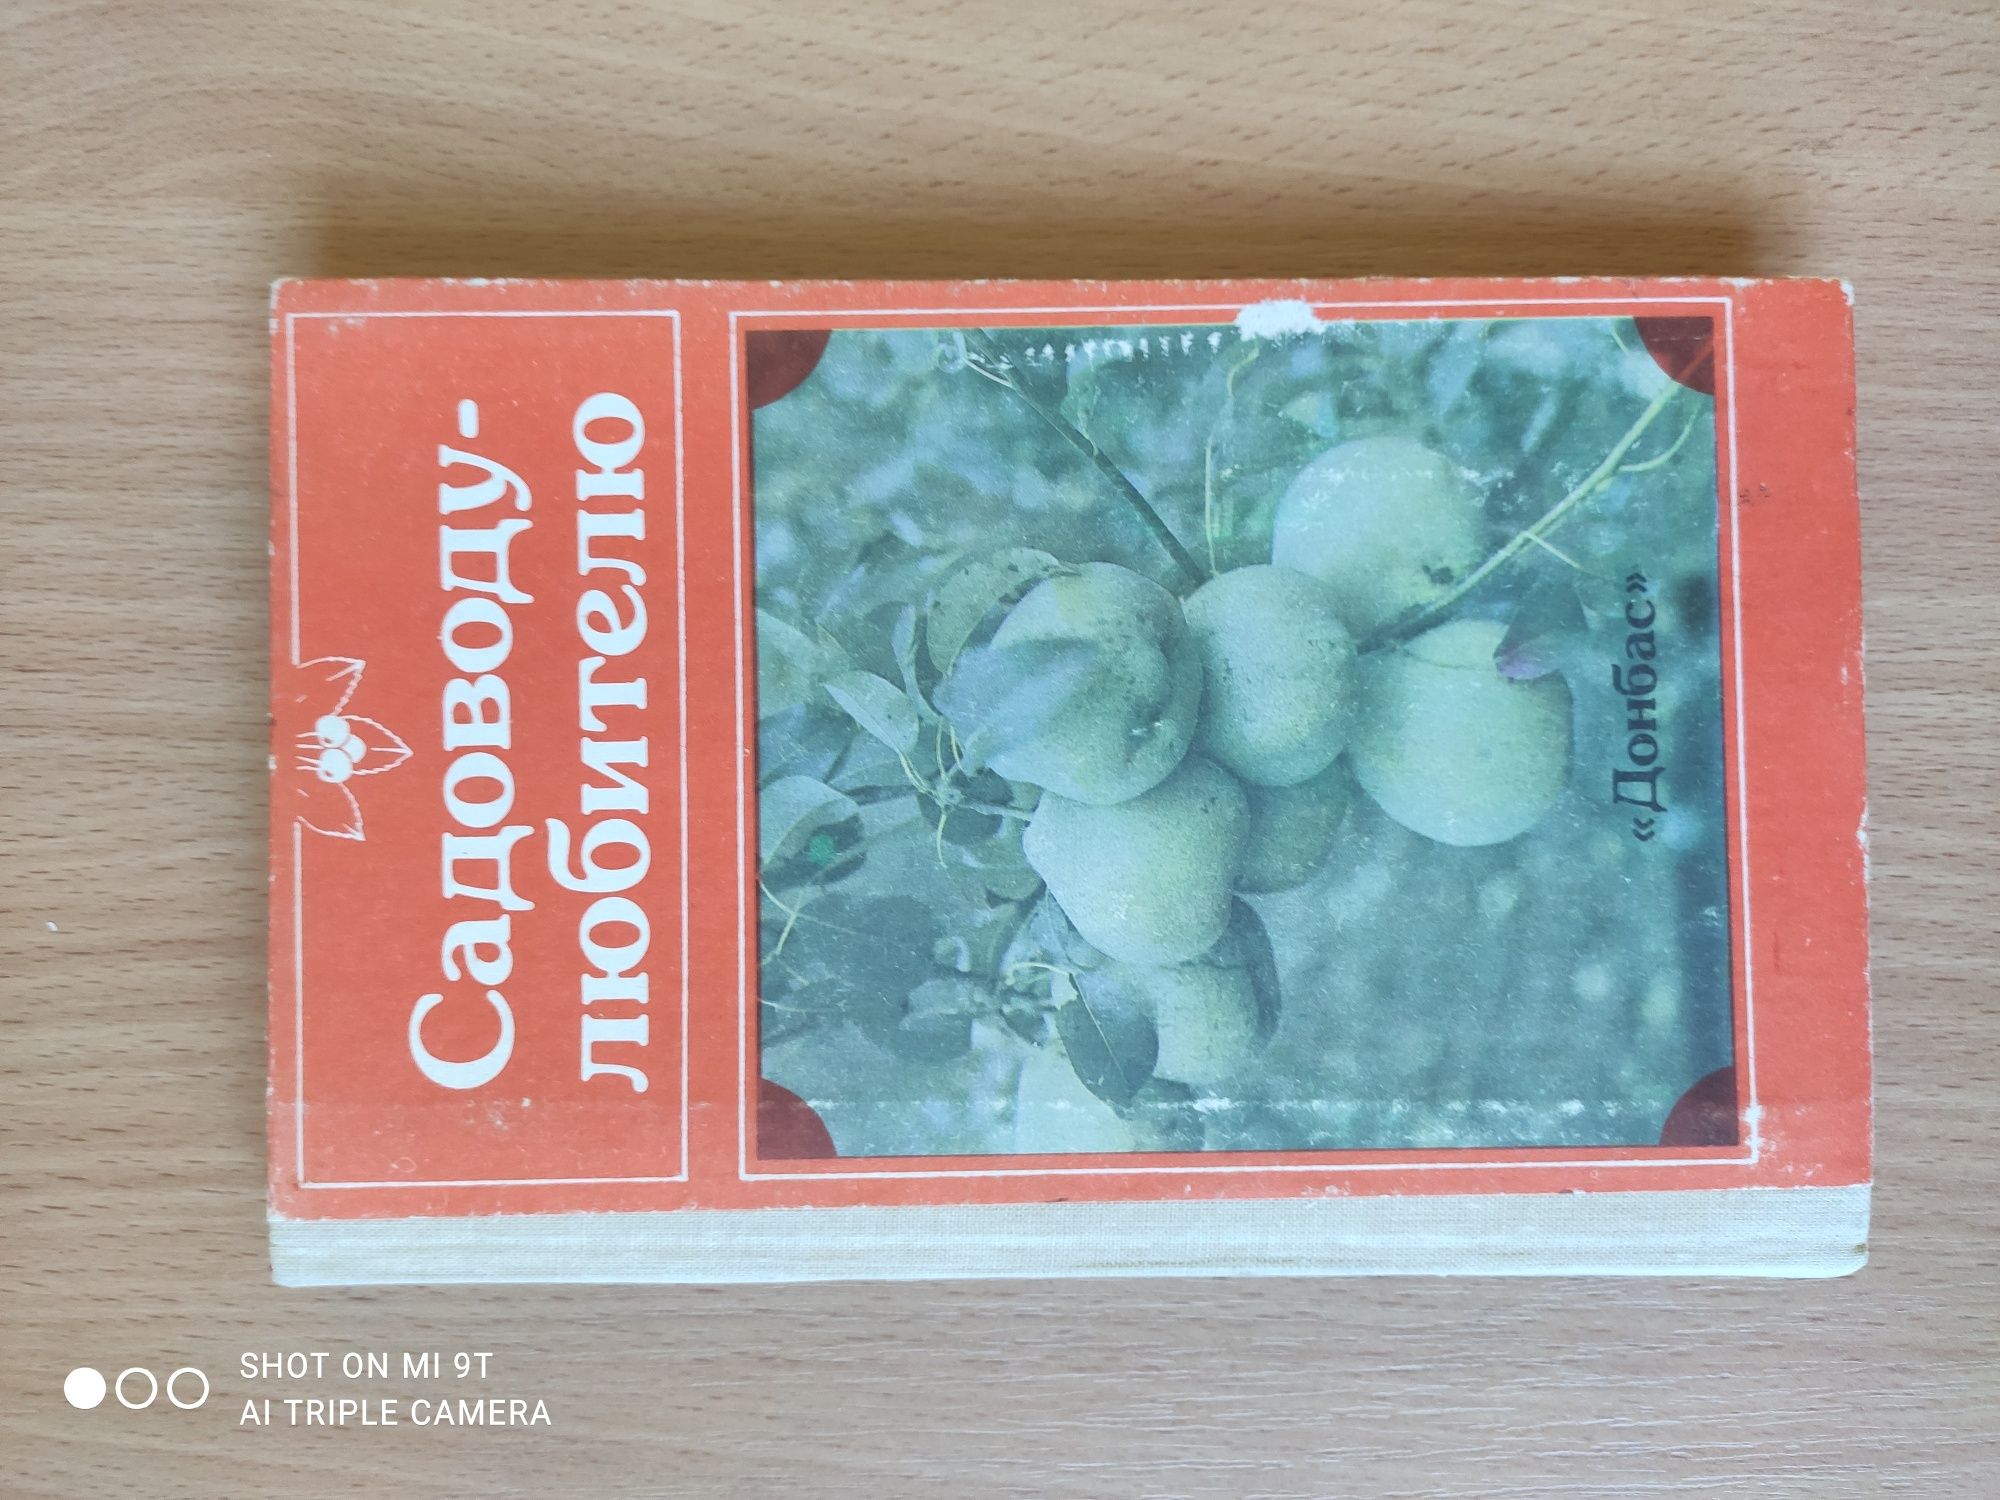 Садоводу-
любителю
«Донбас»
SHOT ON MI 9T
AI TRIPLE CAMERA